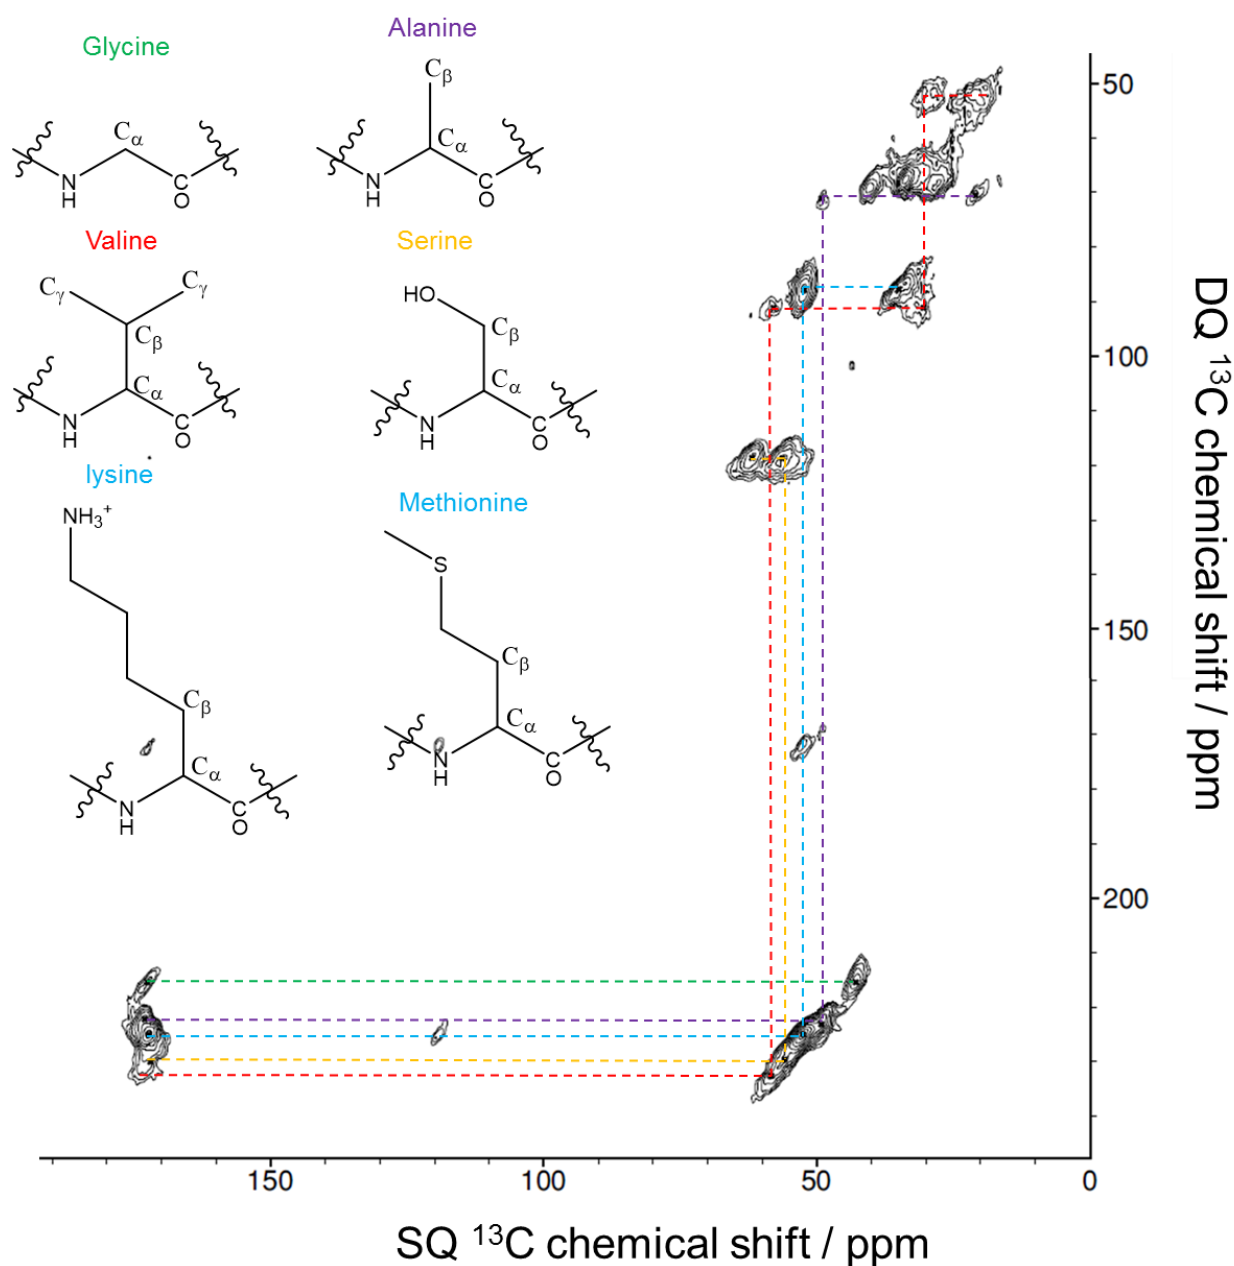 Glycine
Alanine
Cα
N
H
C
O
Cβ
Cα
N
H
C
O
Valine
Serine
Cγ
Cγ
Cβ
Cα
N
H
C
O
HO
Cβ
Cα
N
H
C
O
lysine
Methionine
NH₃⁺
Cβ
Cα
N
H
C
O
S
Cβ
Cα
N
H
C
O
50
100
150
200
DQ ¹³C chemical shift / ppm
150
100
50
0
SQ ¹³C chemical shift / ppm